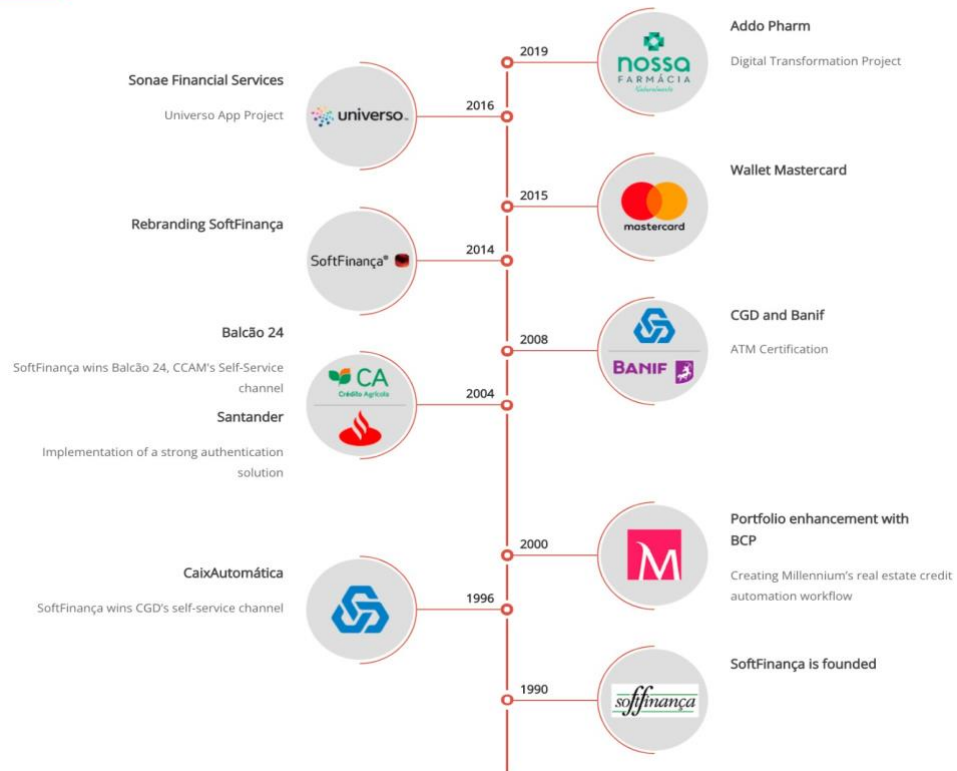 2019
Addo Pharm
Digital Transformation Project
nossa
FARMÁCIA
Sonae Financial Services
Universo App Project
universo
2016
2015
Wallet Mastercard
mastercard
Rebranding SoftFinança
SoftFinança®
2014
2008
CGD and Banif
ATM Certification
BANIF
Balcão 24
SoftFinança wins Balcão 24, CCAM's Self-Service
channel
Santander
Implementation of a strong authentication
solution
CA
Crédito Agrícola
2004
2000
Portfolio enhancement with
BCP
Creating Millennium's real estate credit
automation workflow
M
CaixAutomática
SoftFinança wins CGD's self-service channel
1996
1990
SoftFinança is founded
softfinança